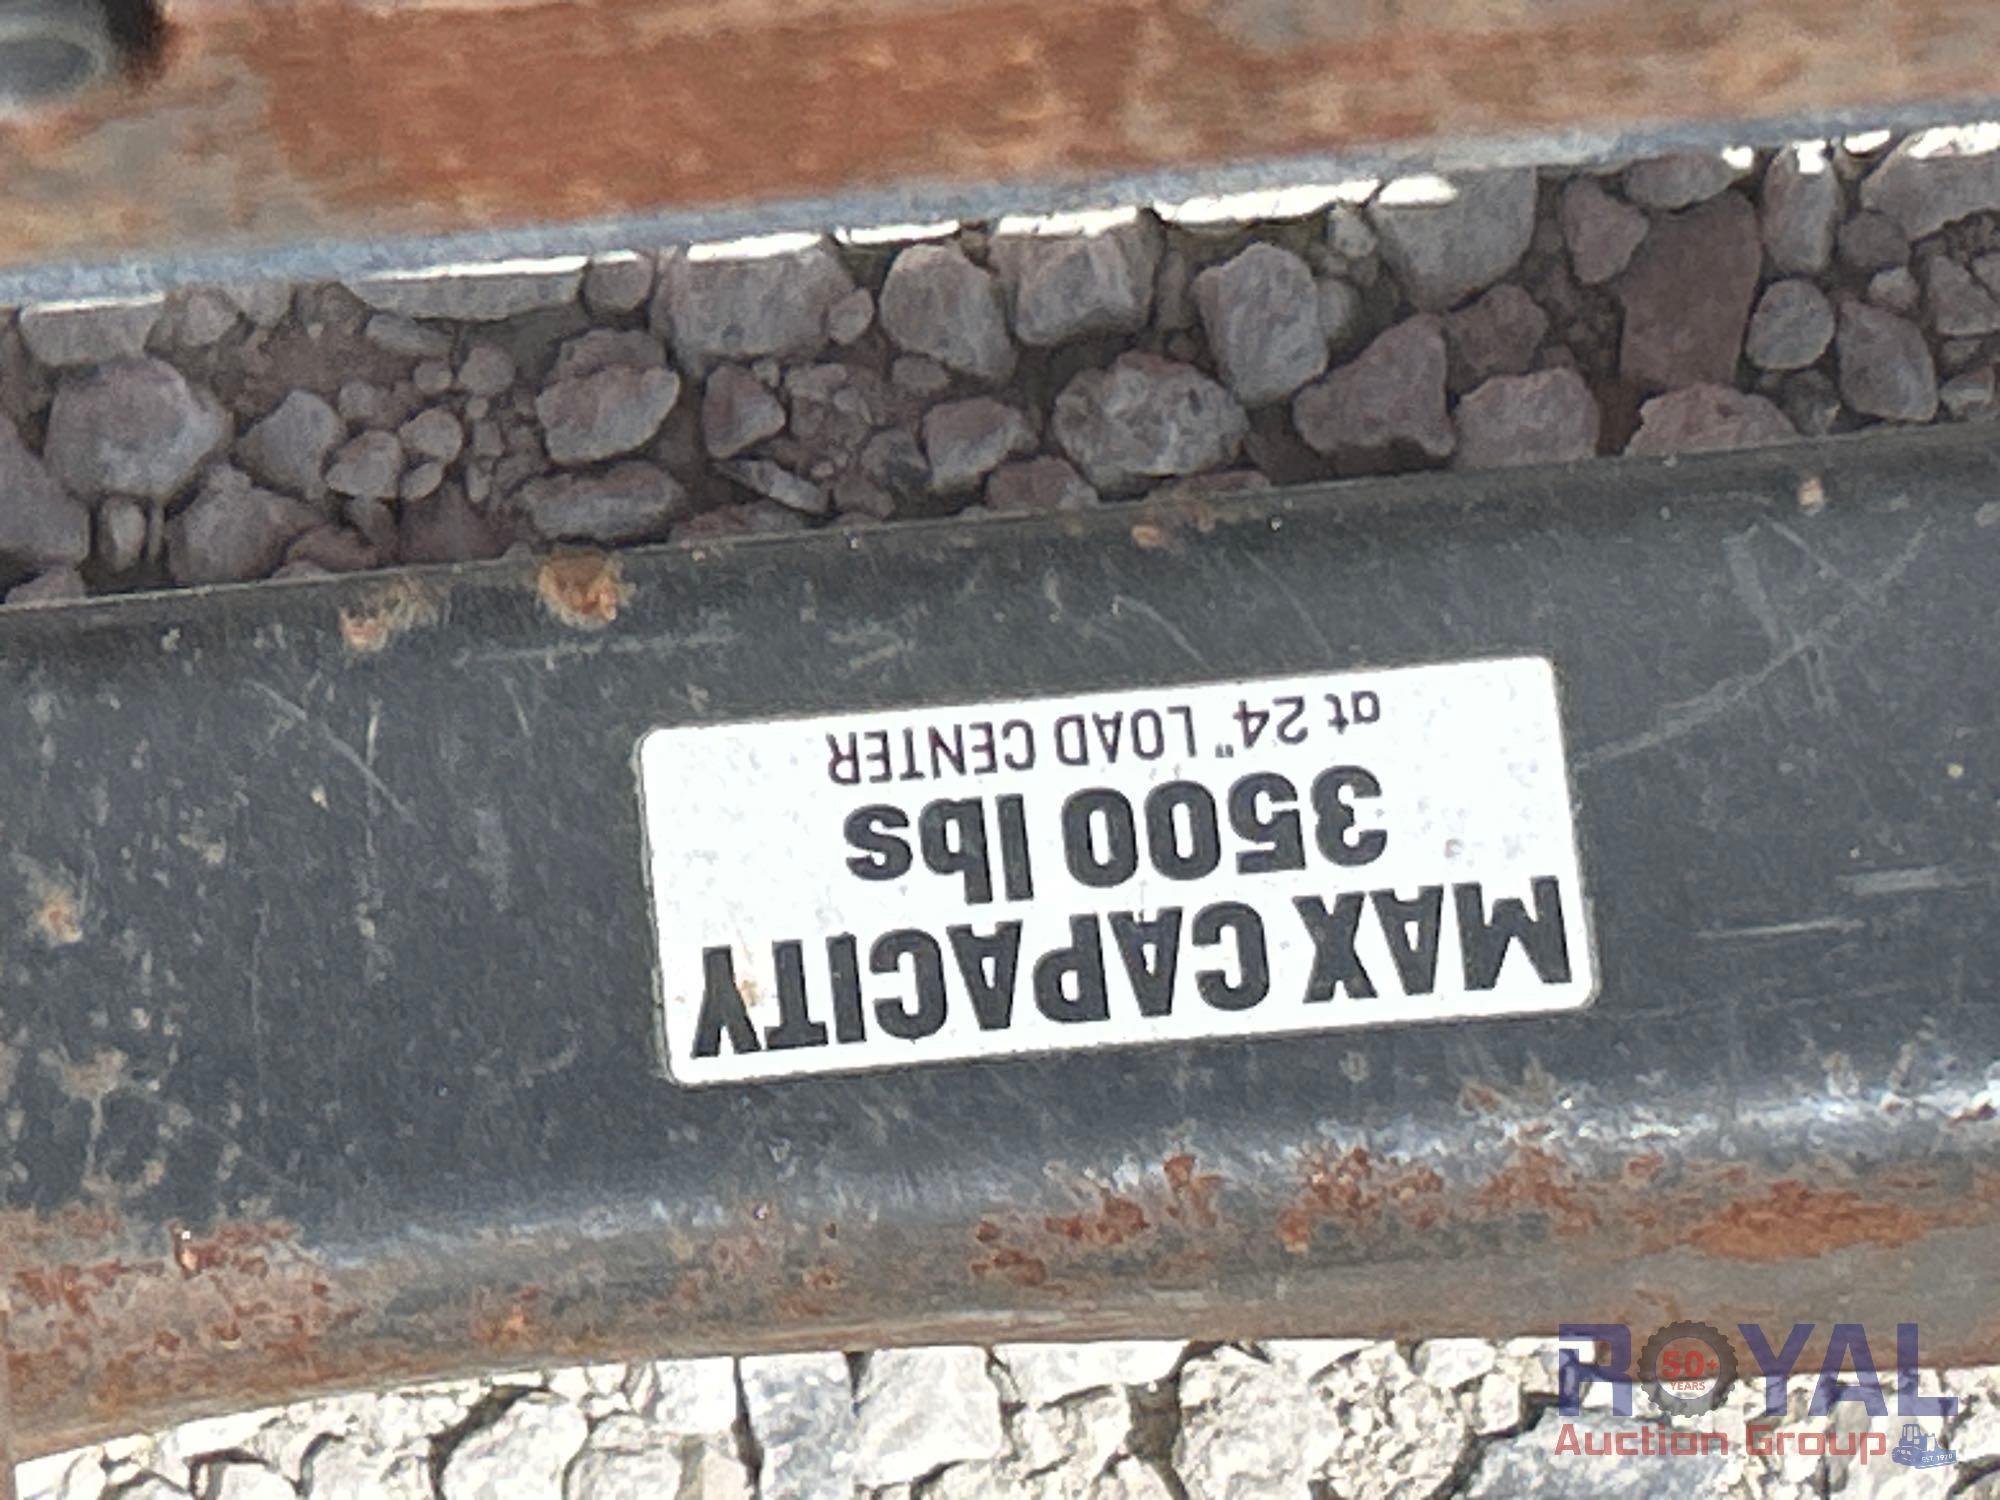 MAX CAPACITY
3500 lbs
at 24" LOAD CENTER
ROYAL
50+
YEARS
Auction Group
EST. 1970